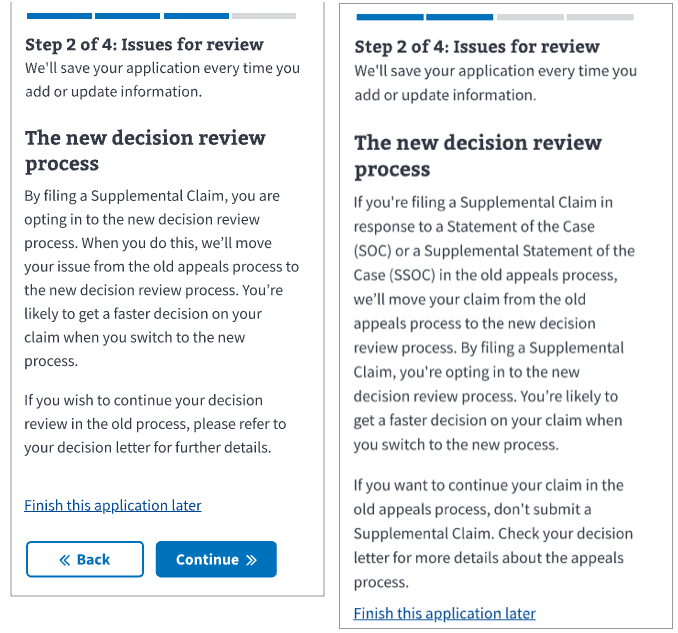 Step 2 of 4: Issues for review
We'll save your application every time you
add or update information.
The new decision review
process
By filing a Supplemental Claim, you are
opting in to the new decision review
process. When you do this, we’ll move
your issue from the old appeals process to
the new decision review process. You’re
likely to get a faster decision on your
claim when you switch to the new
process.
If you wish to continue your decision
review in the old process, please refer to
your decision letter for further details.
Finish this application later
« Back
Continue »
Step 2 of 4: Issues for review
We'll save your application every time you
add or update information.
The new decision review
process
If you're filing a Supplemental Claim in
response to a Statement of the Case
(SOC) or a Supplemental Statement of the
Case (SSOC) in the old appeals process,
we’ll move your claim from the old
appeals process to the new decision
review process. By filing a Supplemental
Claim, you're opting in to the new
decision review process. You’re likely to
get a faster decision on your claim when
you switch to the new process.
If you want to continue your claim in the
old appeals process, don't submit a
Supplemental Claim. Check your decision
letter for more details about the appeals
process.
Finish this application later